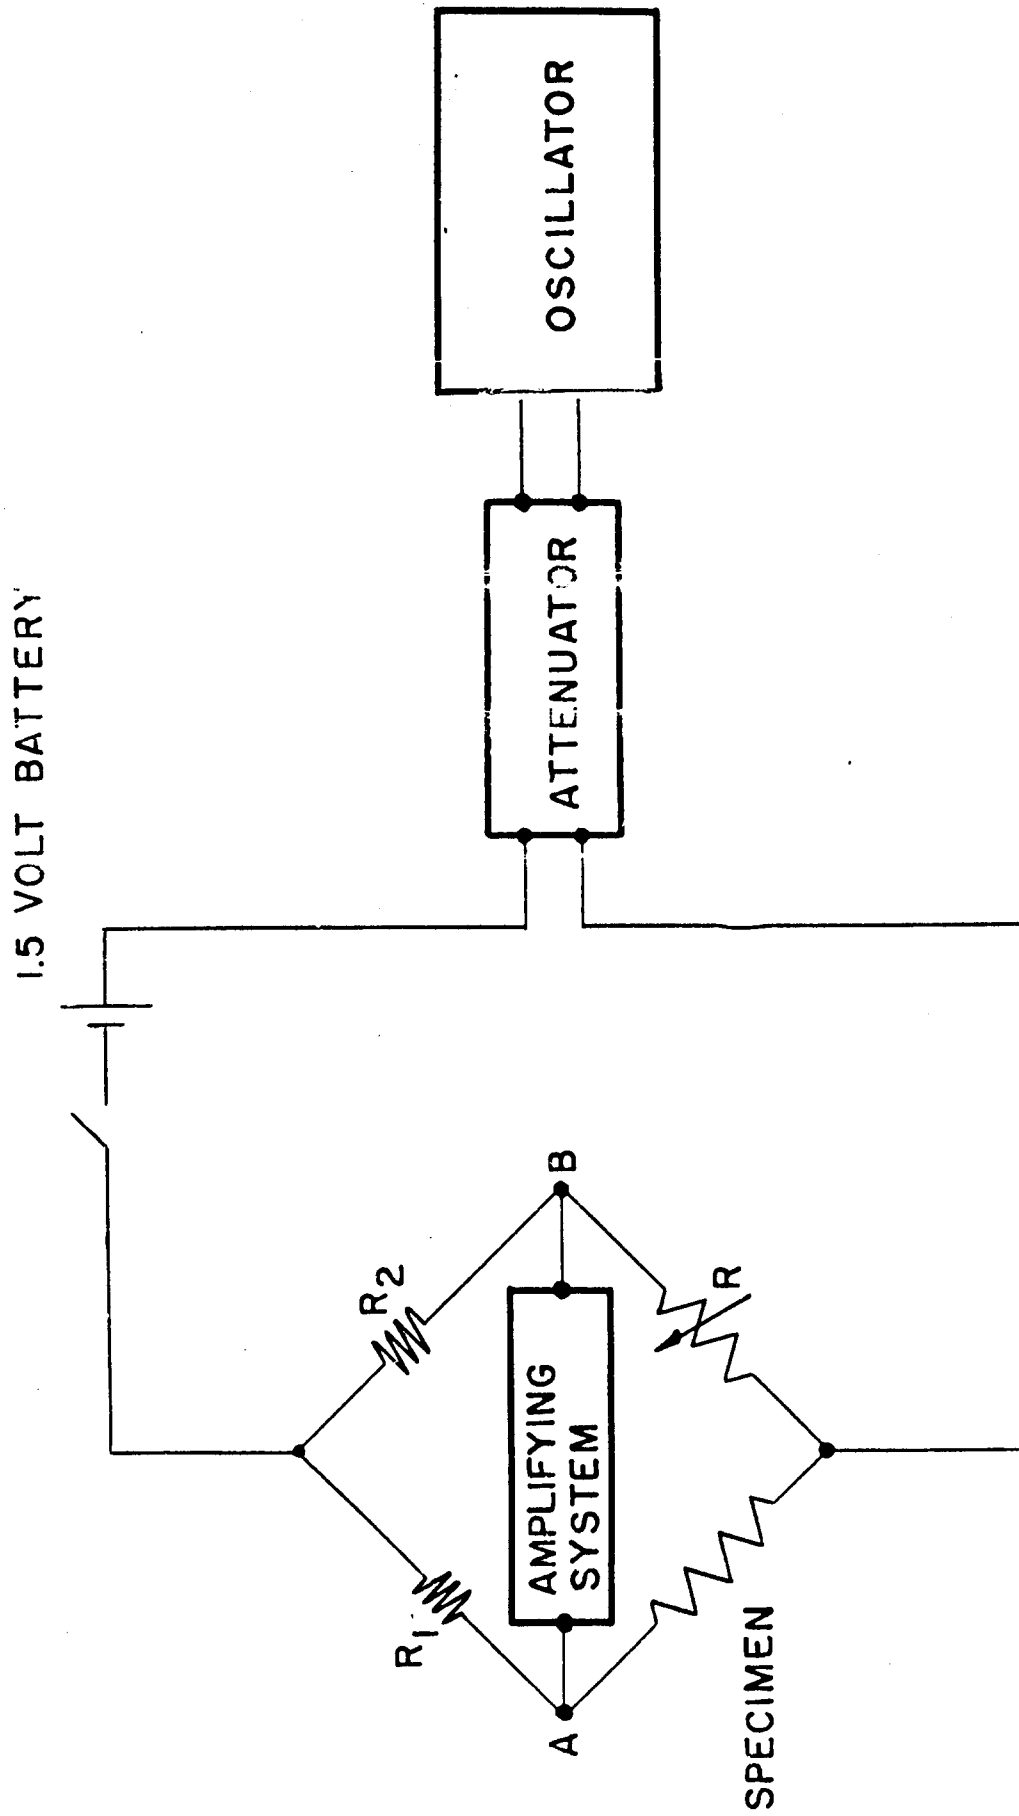 1.5 VOLT BATTERY
OSCILLATOR
ATTENUATOR
R1
R2
A
AMPLIFYING
SYSTEM
B
SPECIMEN
R